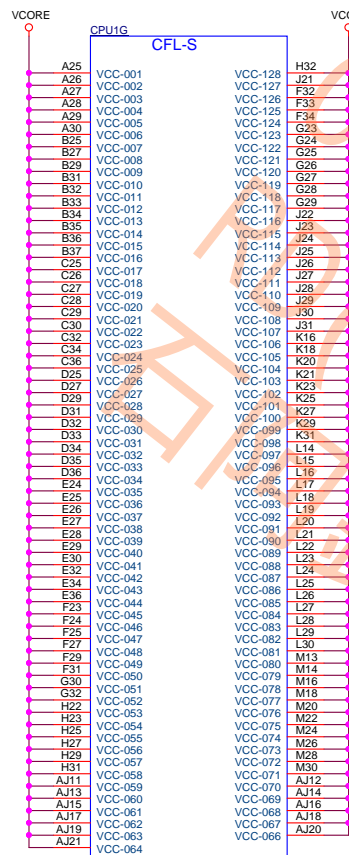 VCORE
VCO
CPU1G
CFL-S
A25 VCC-001 VCC-128 H32
A26 VCC-002 VCC-127 J21
A27 VCC-003 VCC-126 F32
A28 VCC-004 VCC-125 F33
A29 VCC-005 VCC-124 F34
A30 VCC-006 VCC-123 G23
B25 VCC-007 VCC-122 G24
B27 VCC-008 VCC-121 G25
B29 VCC-009 VCC-120 G26
B31 VCC-010 VCC-119 G27
B32 VCC-011 VCC-118 G28
B33 VCC-012 VCC-117 G29
B34 VCC-013 VCC-116 J22
B35 VCC-014 VCC-115 J23
B36 VCC-015 VCC-114 J24
B37 VCC-016 VCC-113 J25
C25 VCC-017 VCC-112 J26
C26 VCC-018 VCC-111 J27
C27 VCC-019 VCC-110 J28
C28 VCC-020 VCC-109 J29
C29 VCC-021 VCC-108 J30
C30 VCC-022 VCC-107 J31
C32 VCC-023 VCC-106 K16
C34 VCC-024 VCC-105 K18
C36 VCC-025 VCC-104 K20
D25 VCC-026 VCC-103 K21
D27 VCC-027 VCC-102 K23
D29 VCC-028 VCC-101 K25
D31 VCC-029 VCC-100 K27
D32 VCC-030 VCC-099 K29
D33 VCC-031 VCC-098 K31
D34 VCC-032 VCC-097 L14
D35 VCC-033 VCC-096 L15
D36 VCC-034 VCC-095 L16
E24 VCC-035 VCC-094 L17
E25 VCC-036 VCC-093 L18
E26 VCC-037 VCC-092 L19
E27 VCC-038 VCC-091 L20
E28 VCC-039 VCC-090 L21
E29 VCC-040 VCC-089 L22
E30 VCC-041 VCC-088 L23
E32 VCC-042 VCC-087 L24
E34 VCC-043 VCC-086 L25
E36 VCC-044 VCC-085 L26
F23 VCC-045 VCC-084 L27
F24 VCC-046 VCC-083 L28
F25 VCC-047 VCC-082 L29
F27 VCC-048 VCC-081 L30
F29 VCC-049 VCC-080 M13
F31 VCC-050 VCC-079 M14
G30 VCC-051 VCC-078 M16
G32 VCC-052 VCC-077 M18
H22 VCC-053 VCC-076 M20
H23 VCC-054 VCC-075 M22
H25 VCC-055 VCC-074 M24
H27 VCC-056 VCC-073 M26
H29 VCC-057 VCC-072 M28
H31 VCC-058 VCC-071 M30
AJ11 VCC-059 VCC-070 AJ12
AJ13 VCC-060 VCC-069 AJ14
AJ15 VCC-061 VCC-068 AJ16
AJ17 VCC-062 VCC-067 AJ18
AJ19 VCC-063 VCC-066 AJ20
AJ21 VCC-064